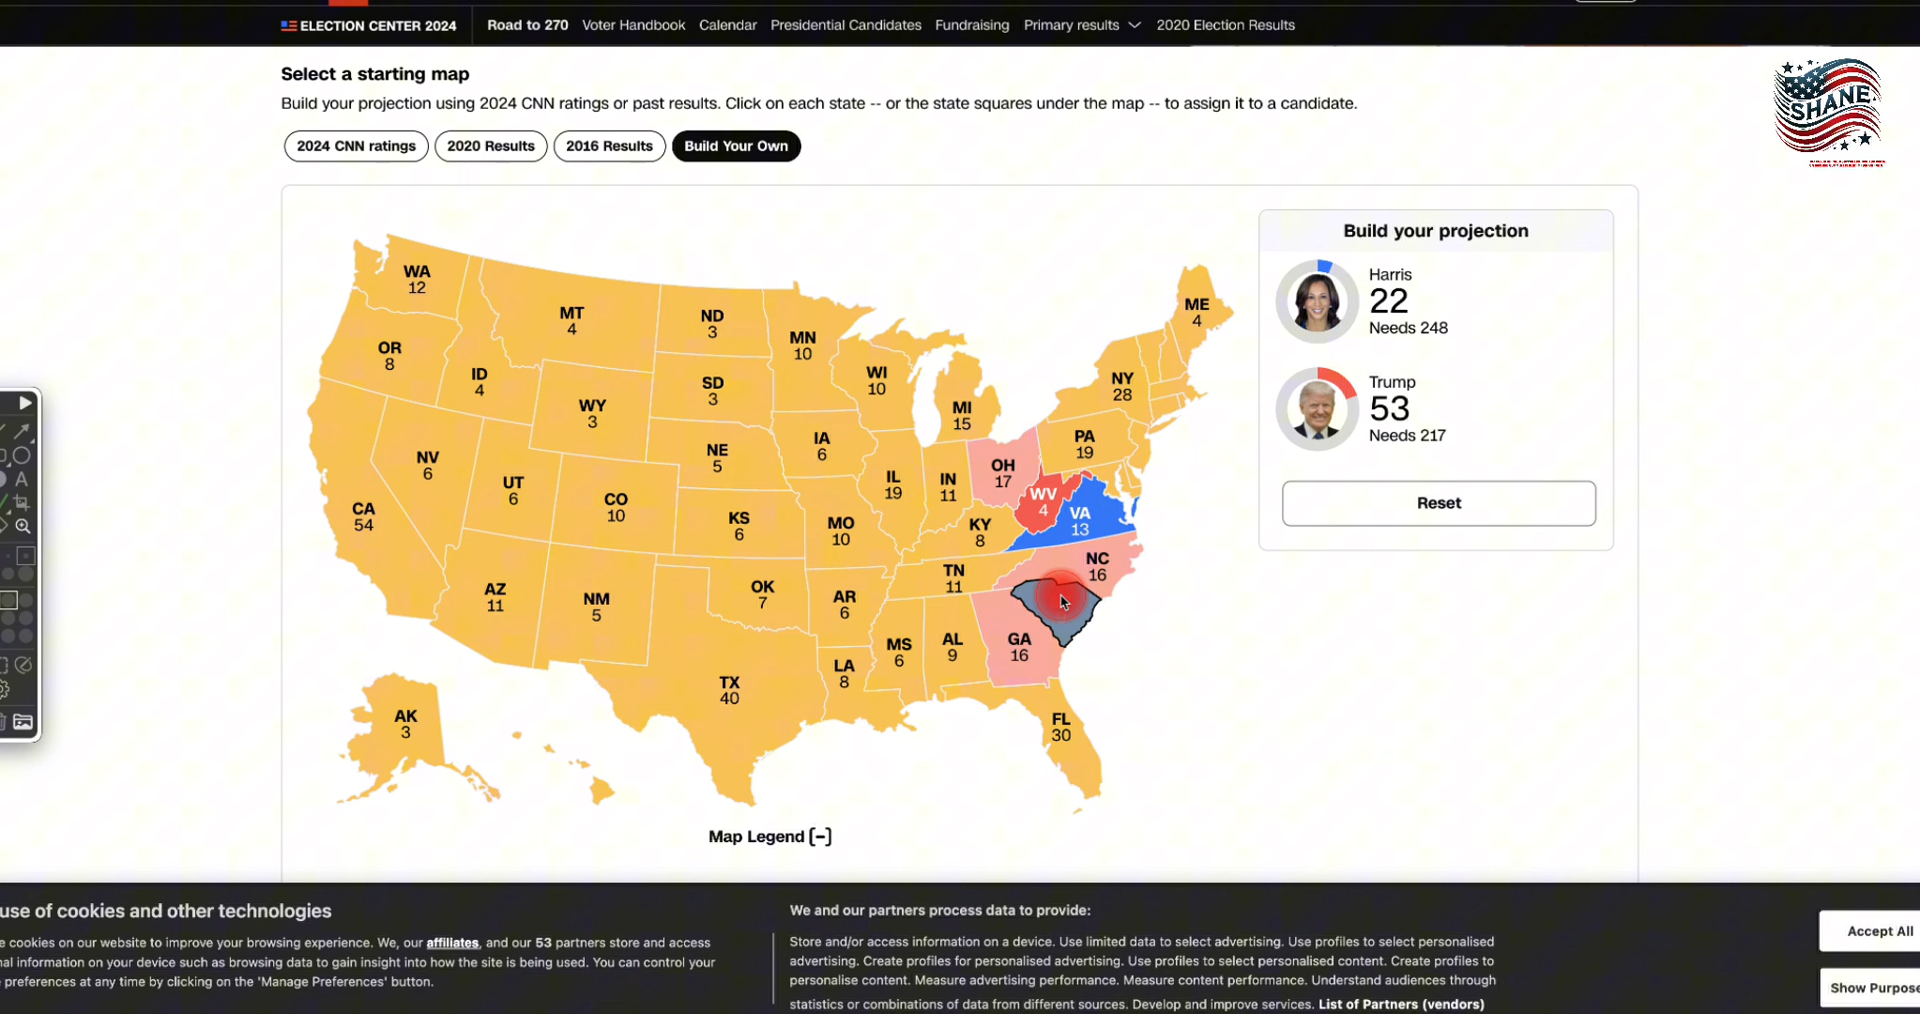 ELECTION CENTER 2024
Road to 270
Voter Handbook
Calendar
Presidential Candidates
Fundraising
Primary results
2020 Election Results
Select a starting map
Build your projection using 2024 CNN ratings or past results. Click on each state -- or the state squares under the map -- to assign it to a candidate.
2024 CNN ratings
2020 Results
2016 Results
Build Your Own
SHANE
Build your projection
Harris
22
Needs 248
Trump
53
Needs 217
Reset
WA
12
OR
8
CA
54
NV
6
ID
4
MT
4
WY
3
UT
6
CO
10
AZ
11
NM
5
ND
3
SD
3
NE
5
KS
6
OK
7
TX
40
MN
10
IA
6
MO
10
AR
6
LA
8
WI
10
IL
19
MS
6
MI
15
IN
11
KY
8
TN
11
AL
9
OH
17
WV
4
VA
13
NC
16
GA
16
FL
30
PA
19
NY
28
ME
4
AK
3
A
Map Legend [–]
use of cookies and other technologies
e cookies on our website to improve your browsing experience. We, our affiliates, and our 53 partners store and access
nal information on your device such as browsing data to gain insight into how the site is being used. You can control your
preferences at any time by clicking on the 'Manage Preferences' button.
We and our partners process data to provide:
Store and/or access information on a device. Use limited data to select advertising. Use profiles to select personalised
advertising. Create profiles for personalised advertising. Use profiles to select personalised content. Create profiles to
personalise content. Measure advertising performance. Measure content performance. Understand audiences through
statistics or combinations of data from different sources. Develop and improve services. List of Partners (vendors)
Accept All
Show Purpose